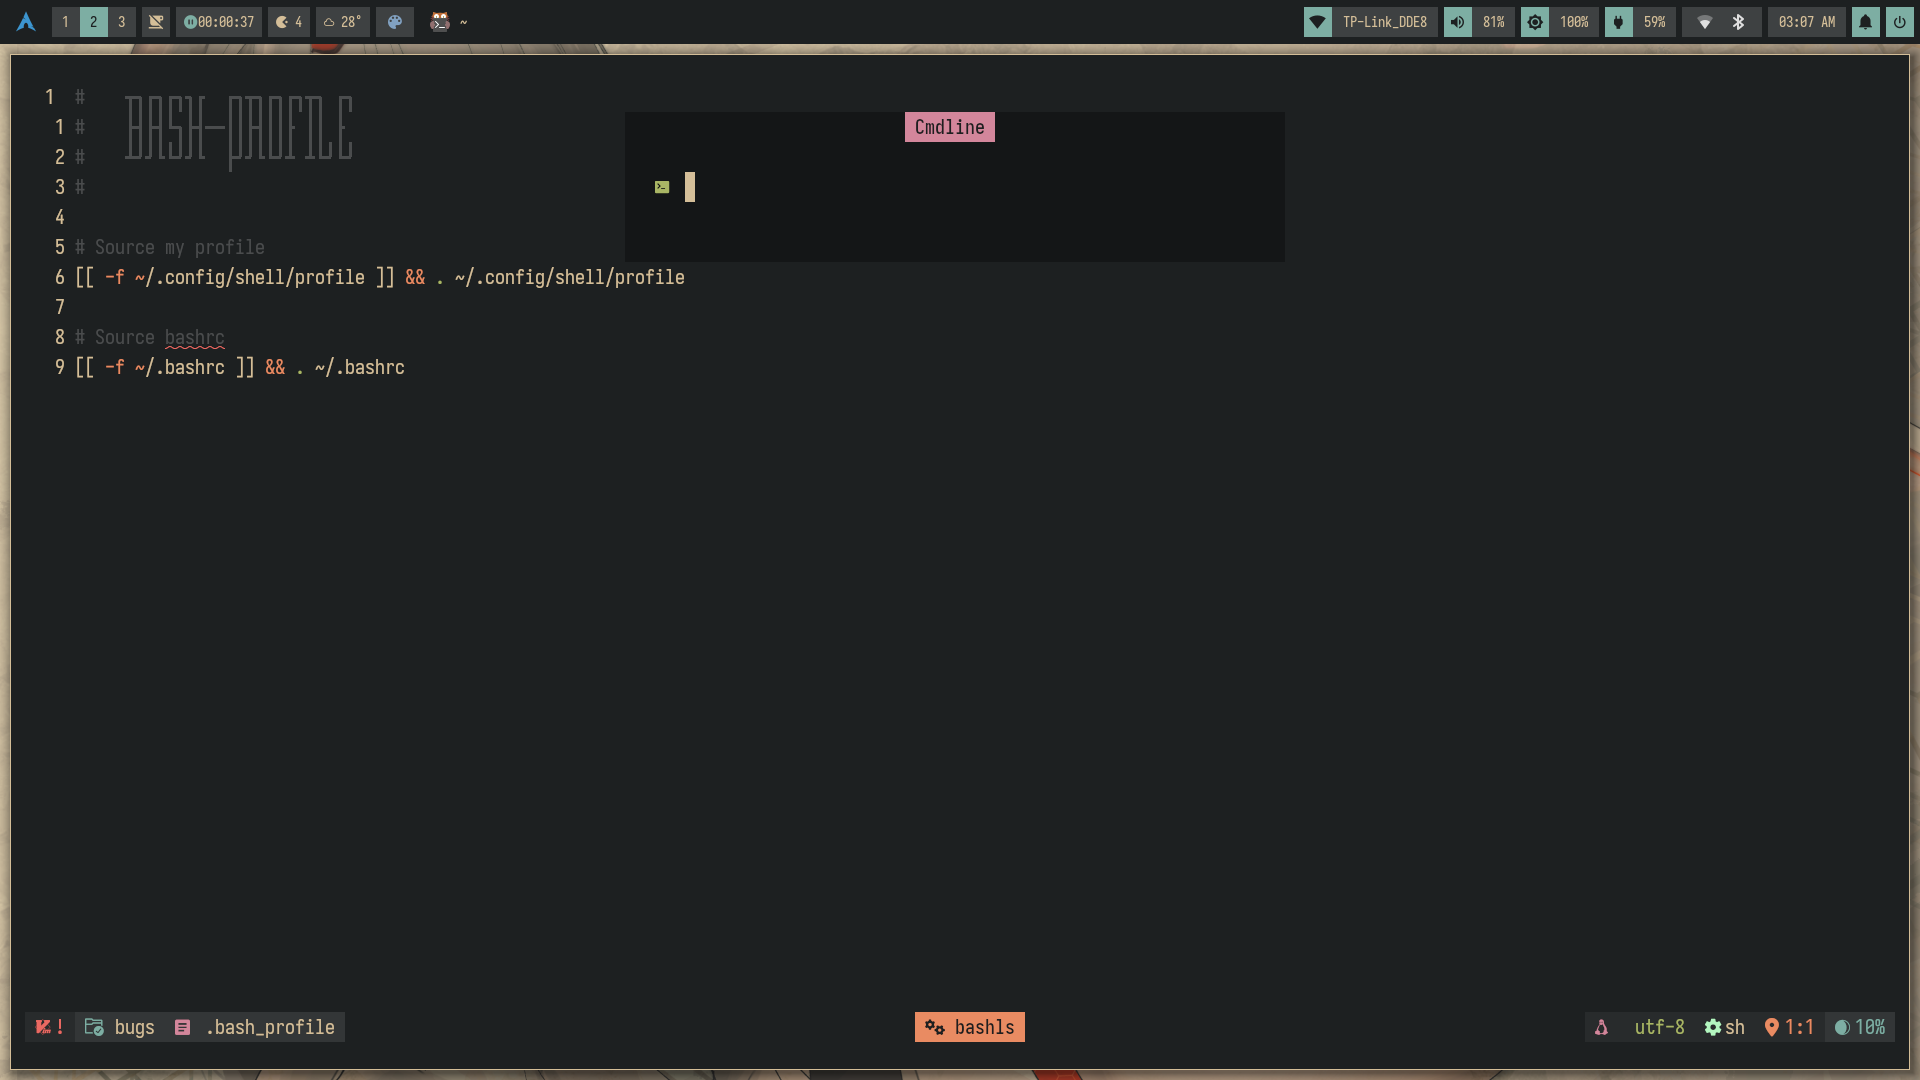 1 2 3 00:00:37 4 28° ~ TP-Link_DDE8 81% 100% 59% 03:07 AM
1 #
1 # BASH-PROFILE
2 #
3 #
4
5 # Source my profile
6 [[ -f ~/.config/shell/profile ]] && . ~/.config/shell/profile
7
8 # Source bashrc
9 [[ -f ~/.bashrc ]] && . ~/.bashrc
Cmdline
! bugs .bash_profile bashls utf-8 sh 1:1 10%